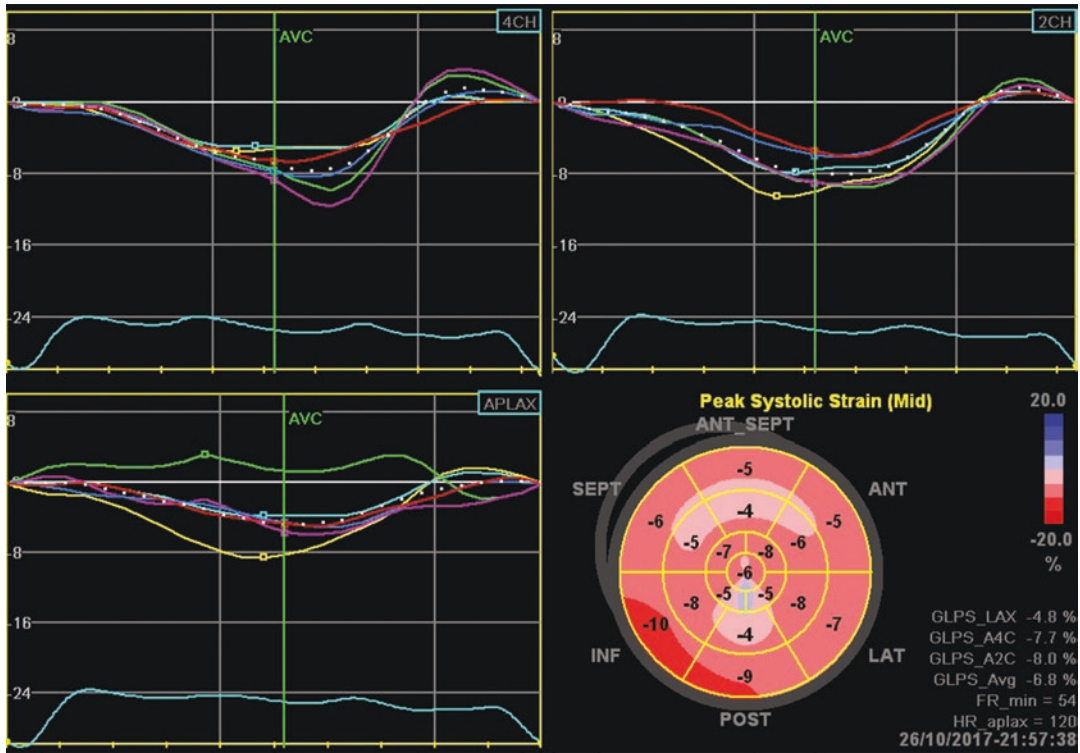 4CH
8
AVC
0
-8
-16
-24
2CH
8
AVC
0
-8
-16
-24
APLAX
8
AVC
0
-8
-16
-24
Peak Systolic Strain (Mid)
20.0
ANT_SEPT
SEPT
ANT
-5
-6
-4
-5
-5
-6
-7
-8
-6
-20.0
%
-8
-5
-5
-8
-10
-4
-7
-9
INF
LAT
POST
GLPS_LAX -4.8 %
GLPS_A4C -7.7 %
GLPS_A2C -8.0 %
GLPS_Avg -6.8 %
FR_min = 54
HR_aplax = 120
26/10/2017-21:57:38